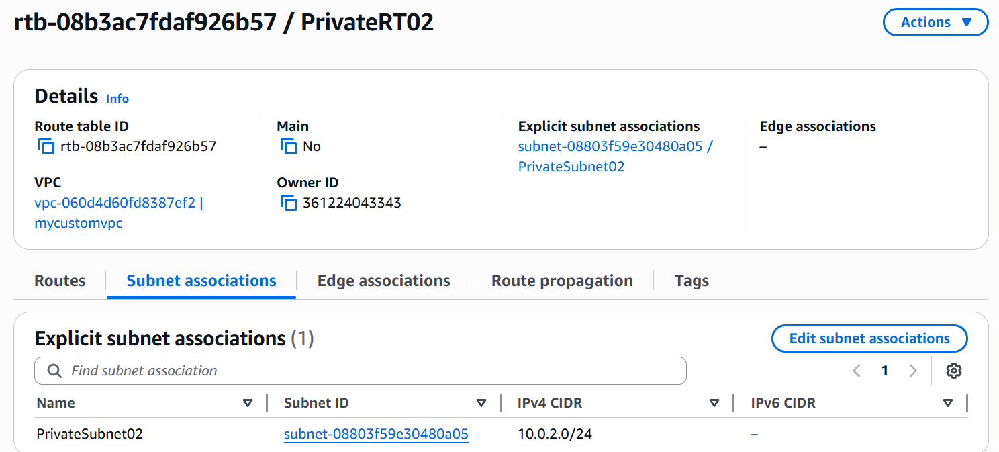 rtb-08b3ac7fdaf926b57 / PrivateRT02
Actions
Details Info
Route table ID
rtb-08b3ac7fdaf926b57
Main
No
Explicit subnet associations
subnet-08803f59e30480a05 /
PrivateSubnet02
Edge associations
–
VPC
vpc-060d4d60fd8387ef2 |
mycustomvpc
Owner ID
361224043343
Routes
Subnet associations
Edge associations
Route propagation
Tags
Explicit subnet associations (1)
Edit subnet associations
Find subnet association
1
Name
Subnet ID
IPv4 CIDR
IPv6 CIDR
PrivateSubnet02
subnet-08803f59e30480a05
10.0.2.0/24
–